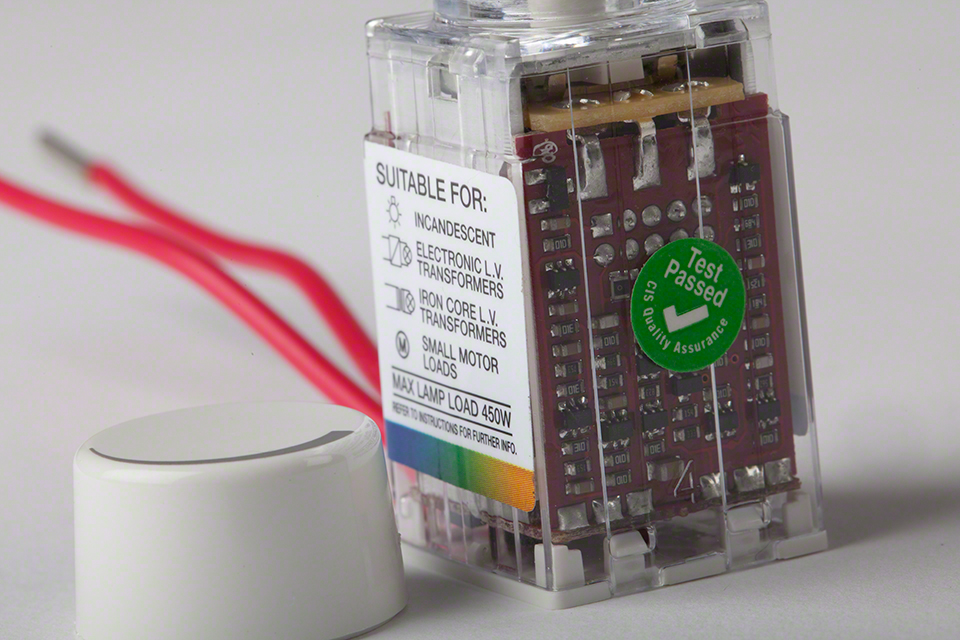 SUITABLE FOR:
INCANDESCENT
ELECTRONIC L.V.
TRANSFORMERS
IRON CORE L.V.
TRANSFORMERS
M
SMALL MOTOR
LOADS
MAX LAMP LOAD 450W
REFER TO INSTRUCTIONS FOR FURTHER INFO.
Test
Passed
CIS Quality Assurance